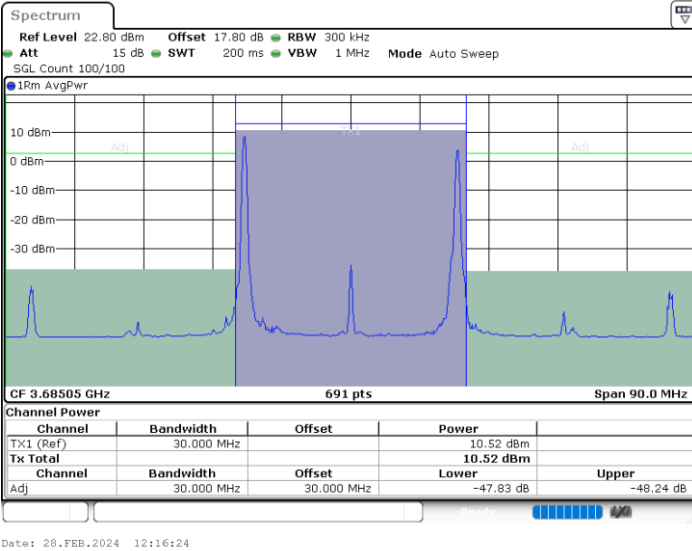 Spectrum
Ref Level 22.80 dBm Offset 17.80 dB RBW 300 kHz
Att 15 dB SWT 200 ms VBW 1 MHz Mode Auto Sweep
SGL Count 100/100
1Rm AvgPwr
10 dBm
TX1
Adj
Adj
0 dBm
-10 dBm
-20 dBm
-30 dBm
CF 3.68505 GHz 691 pts Span 90.0 MHz
Channel Power
Channel Bandwidth Offset Power
TX1 (Ref) 30.000 MHz 10.52 dBm
Tx Total 10.52 dBm
Channel Bandwidth Offset Lower Upper
Adj 30.000 MHz 30.000 MHz -47.83 dB -48.24 dB
Ready
Date: 28.FEB.2024 12:16:24